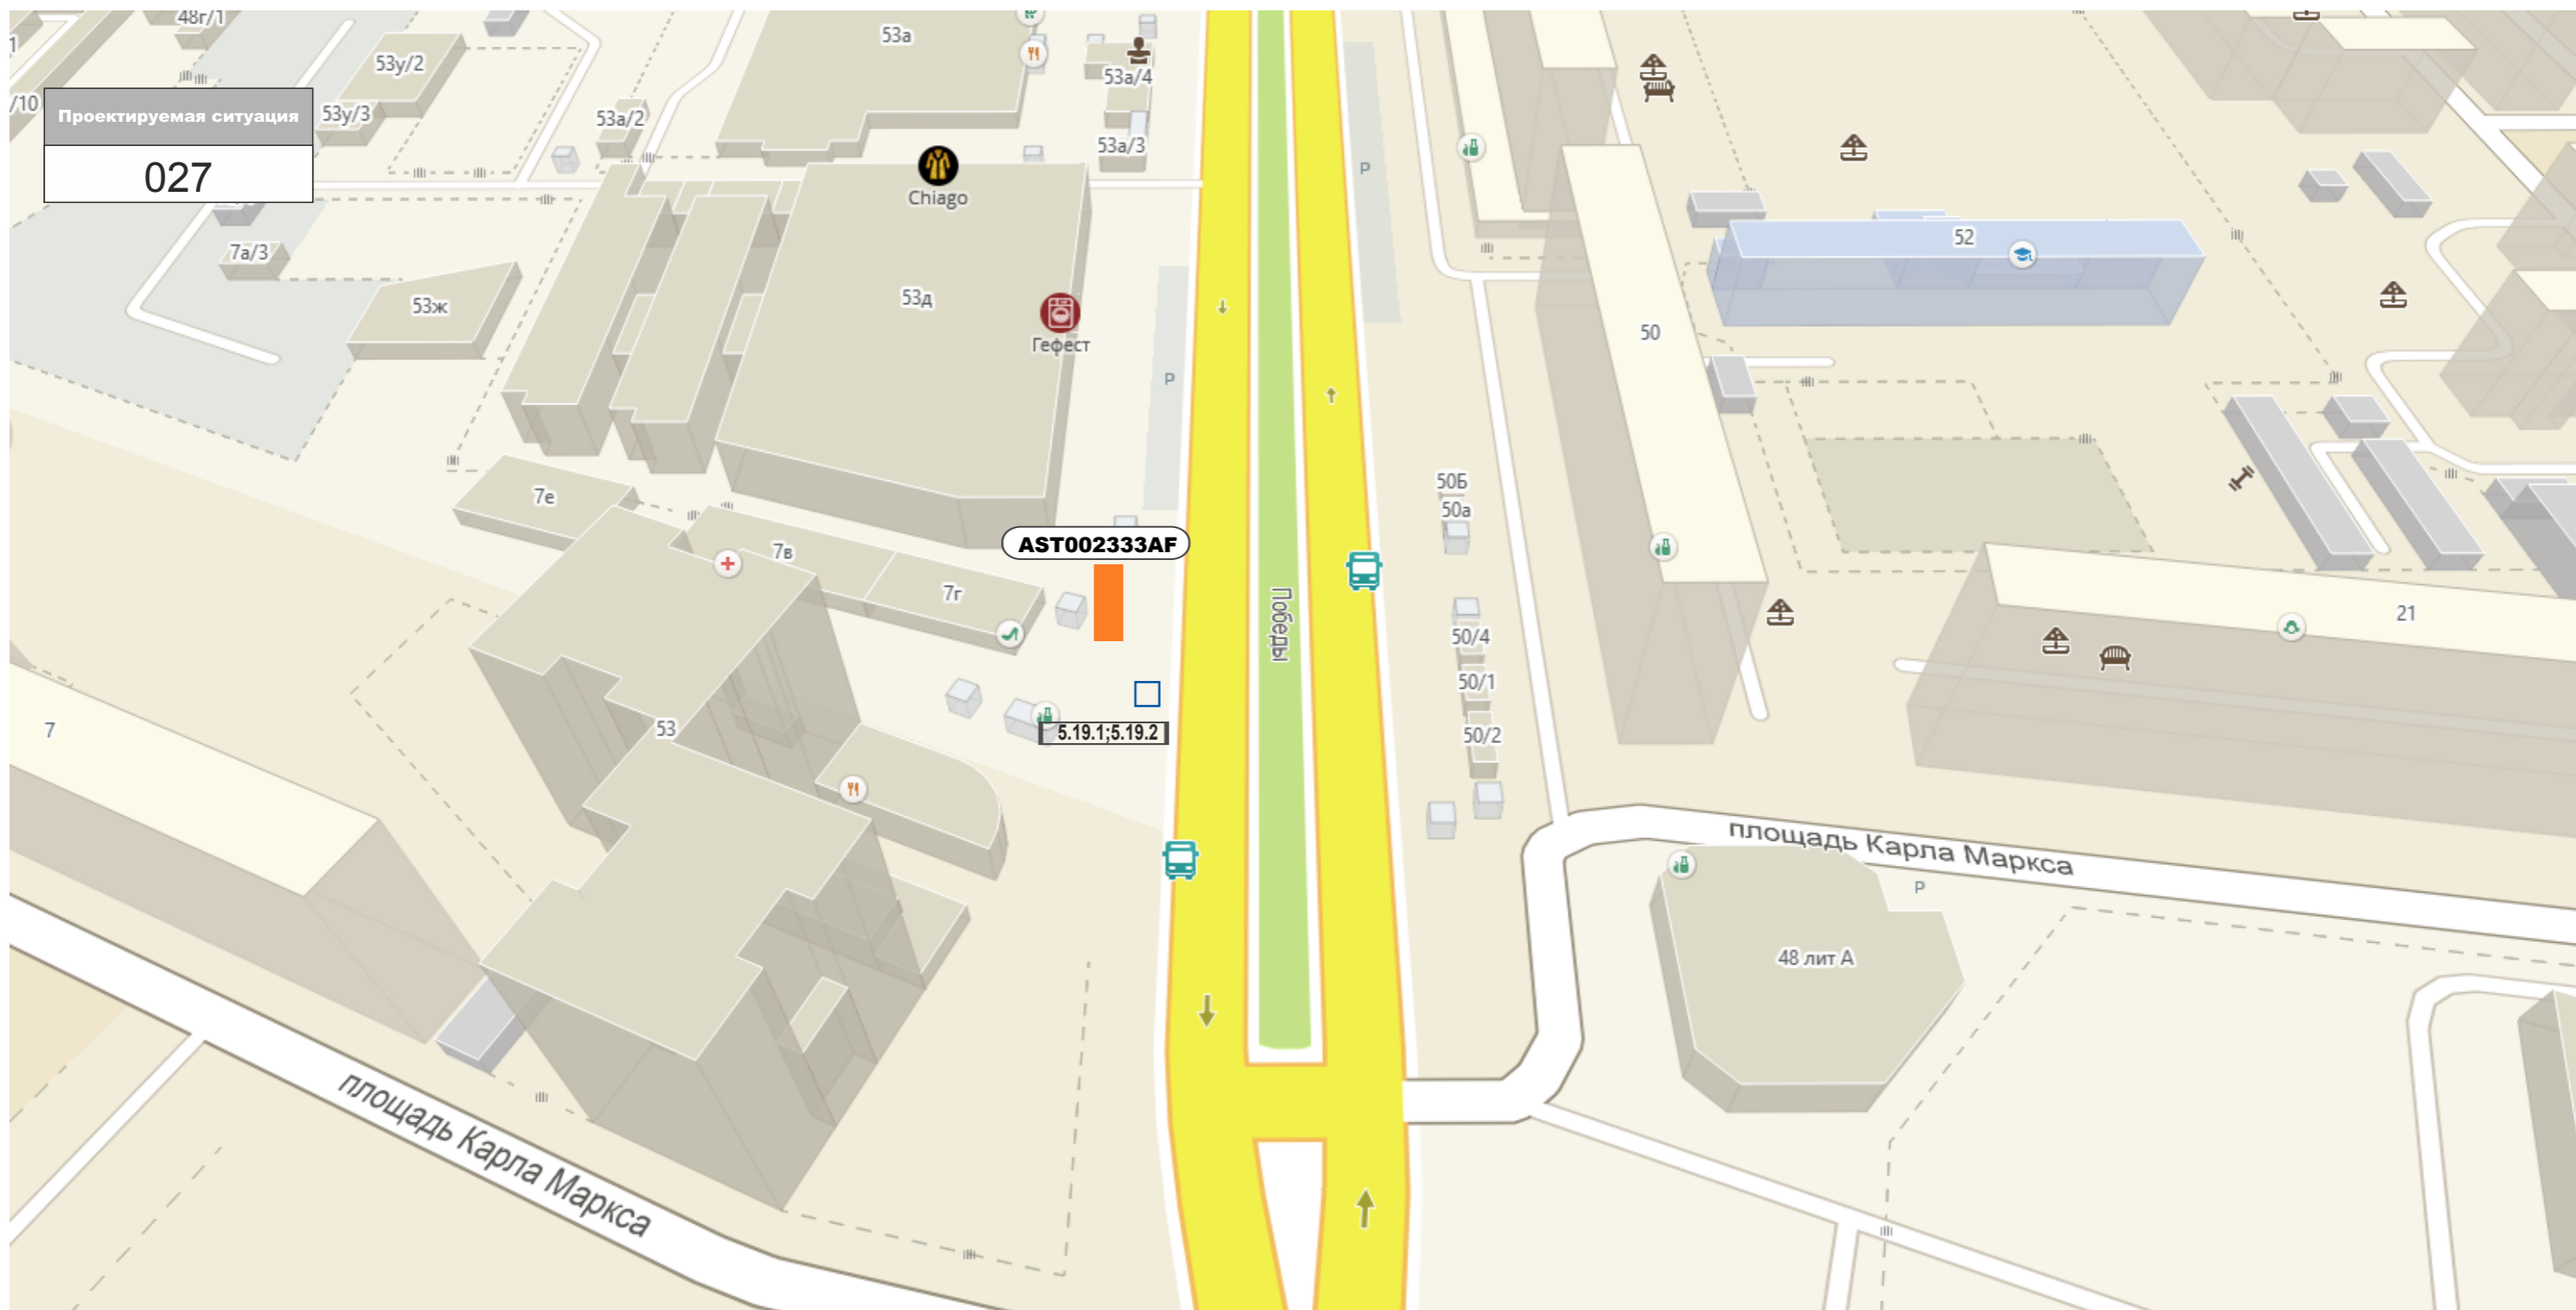 48г/1
53а
53у/2
53а/4
/10
53у/3
53а/2
53а/3
Проектируемая ситуация
027
P
Chiago
52
7а/3
53д
53ж
50
Гефест
P
50Б
7е
50а
AST002333AF
7в
7г
Победы
21
50/4
50/1
7
53
5.19.1;5.19.2
50/2
площадь Карла Маркса
P
48 лит А
площадь Карла Маркса